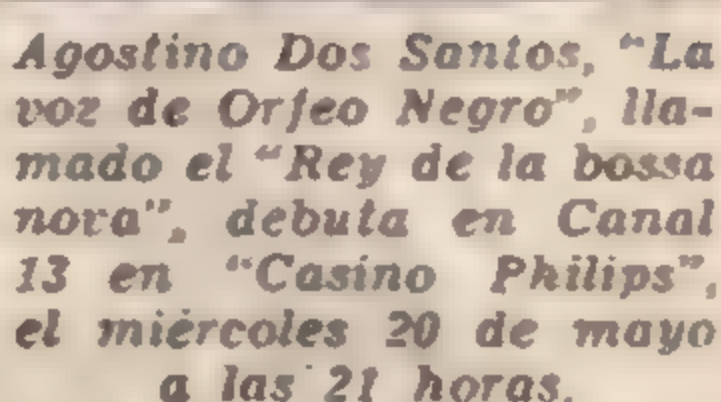 Agostino Dos Santos, “La
voz de Orfeo Negro”, lla-
mado el “Rey de la bossa
nova”, debuta en Canal
13 en “Casino Philips”,
el miércoles 20 de mayo
a las 21 horas.